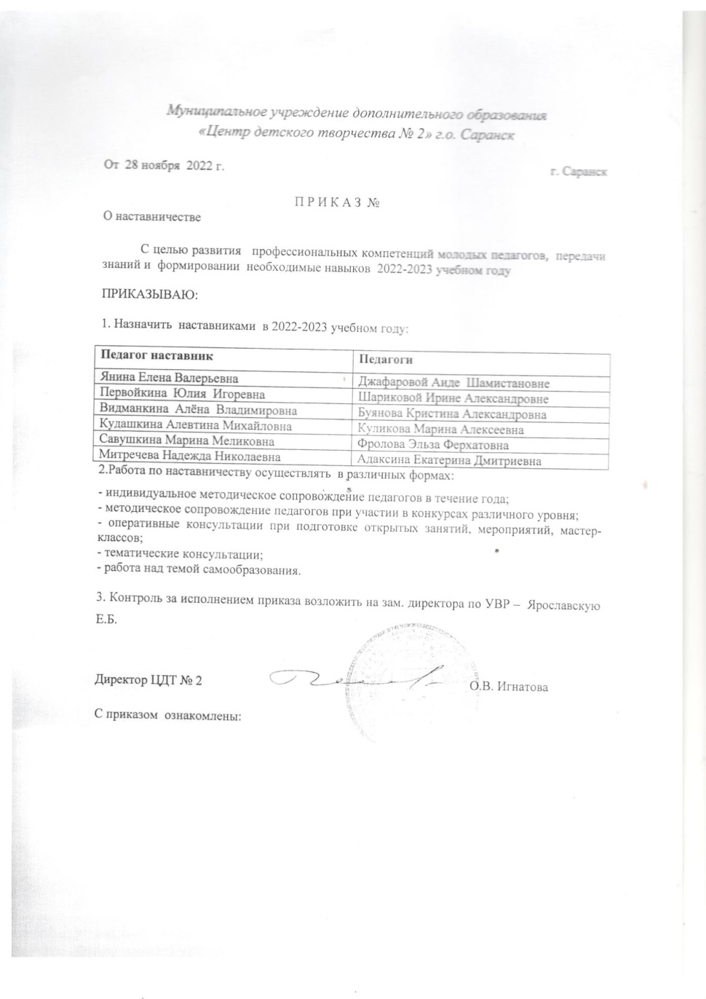 Муниципальное учреждение дополнительного образования
«Центр детского творчества № 2» г.о. Саранск
От 28 ноября 2022 г.
г. Саранск
П Р И К А З №
О наставничестве
С целью развития профессиональных компетенций молодых педагогов, передачи
знаний и формировании необходимые навыков 2022-2023 учебном году
ПРИКАЗЫВАЮ:
1. Назначить наставниками в 2022-2023 учебном году:
Педагог наставник Педагоги
Янина Елена Валерьевна Джафаровой Аиде Шамистановне
Первойкина Юлия Игоревна Шариковой Ирине Александровне
Видманкина Алёна Владимировна Буянова Кристина Александровна
Кудашкина Алевтина Михайловна Куликова Марина Алексеевна
Савушкина Марина Меликовна Фролова Эльза Ферхатовна
Митречева Надежда Николаевна Адаксина Екатерина Дмитриевна
2.Работа по наставничеству осуществлять в различных формах:
- индивидуальное методическое сопровождение педагогов в течение года;
- методическое сопровождение педагогов при участии в конкурсах различного уровня;
- оперативные консультации при подготовке открытых занятий, мероприятий, мастер-
классов;
- тематические консультации;
- работа над темой самообразования.
3. Контроль за исполнением приказа возложить на зам. директора по УВР – Ярославскую
Е.Б.
Директор ЦДТ № 2
О.В. Игнатова
С приказом ознакомлены: